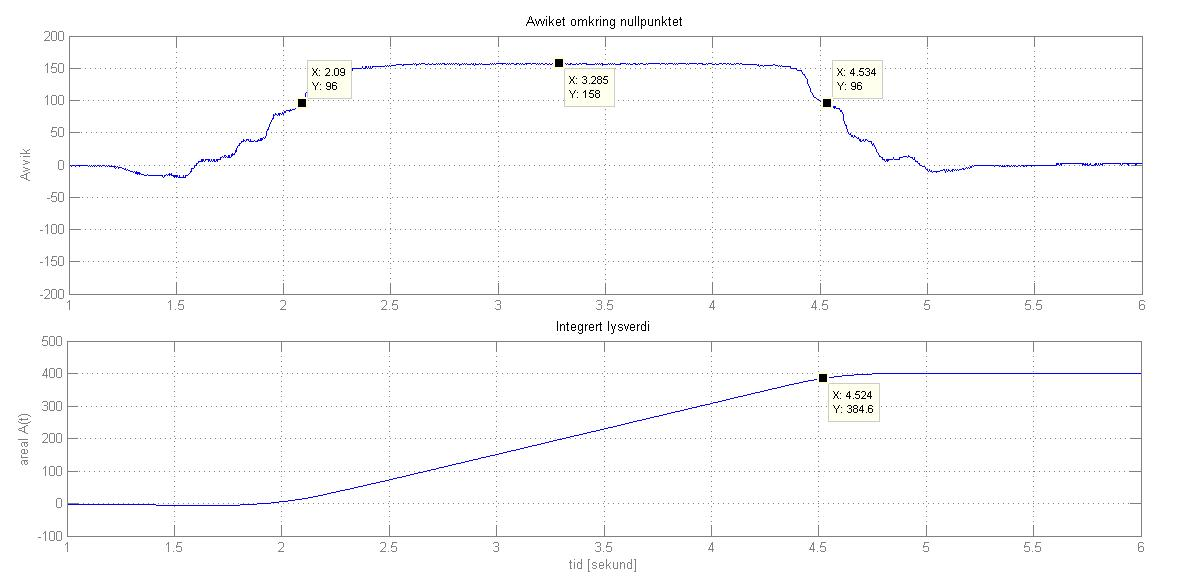 Avviket omkring nullpunktet
200
150
100
50
0
-50
-100
-150
-200
Avvik
X: 2.09
Y: 96
X: 3.285
Y: 158
X: 4.534
Y: 96
1 1.5 2 2.5 3 3.5 4 4.5 5 5.5 6
Integrert lysverdi
500
400
300
200
100
0
-100
areal A(t)
X: 4.524
Y: 384.6
1 1.5 2 2.5 3 3.5 4 4.5 5 5.5 6
tid [sekund]